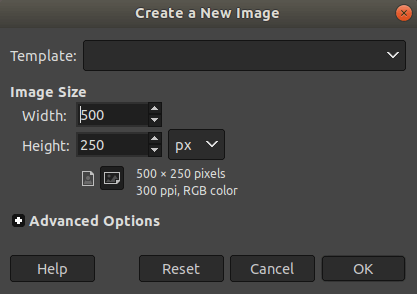 Create a New Image
Template:
Image Size
Width: 500
Height: 250 px
500 × 250 pixels
300 ppi, RGB color
Advanced Options
Help Reset Cancel OK